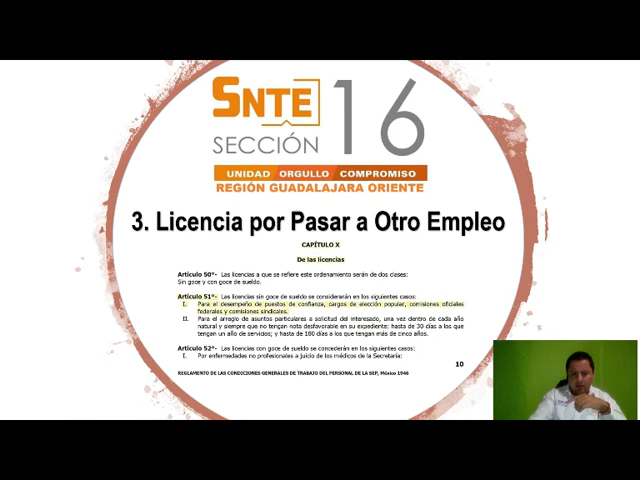 SNTE
SECCIÓN 16
UNIDAD ORGULLO COMPROMISO
REGIÓN GUADALAJARA ORIENTE
3. Licencia por Pasar a Otro Empleo
CAPÍTULO X
De las licencias
Artículo 50°- Las licencias a que se refiere este ordenamiento serán de dos clases:
Sin goce y con goce de sueldo.
Artículo 51°- Las licencias sin goce de sueldo se considerarán en los siguientes casos:
I. Para el desempeño de puestos de confianza, cargos de elección popular, comisiones oficiales
federales y comisiones sindicales.
II. Para el arreglo de asuntos particulares a solicitud del interesado, una vez dentro de cada año
natural y siempre que no tengan nota desfavorable en su expediente: hasta de 30 días a los que
tengan un año de servicios; y hasta de 180 días a los que tengan más de cinco años.
Artículo 52°- Las licencias con goce de sueldo se concederán en los siguientes casos:
I. Por enfermedades no profesionales a juicio de los médicos de la Secretaría:
10
REGLAMENTO DE LAS CONDICIONES GENERALES DE TRABAJO DEL PERSONAL DE LA SEP, México 1946